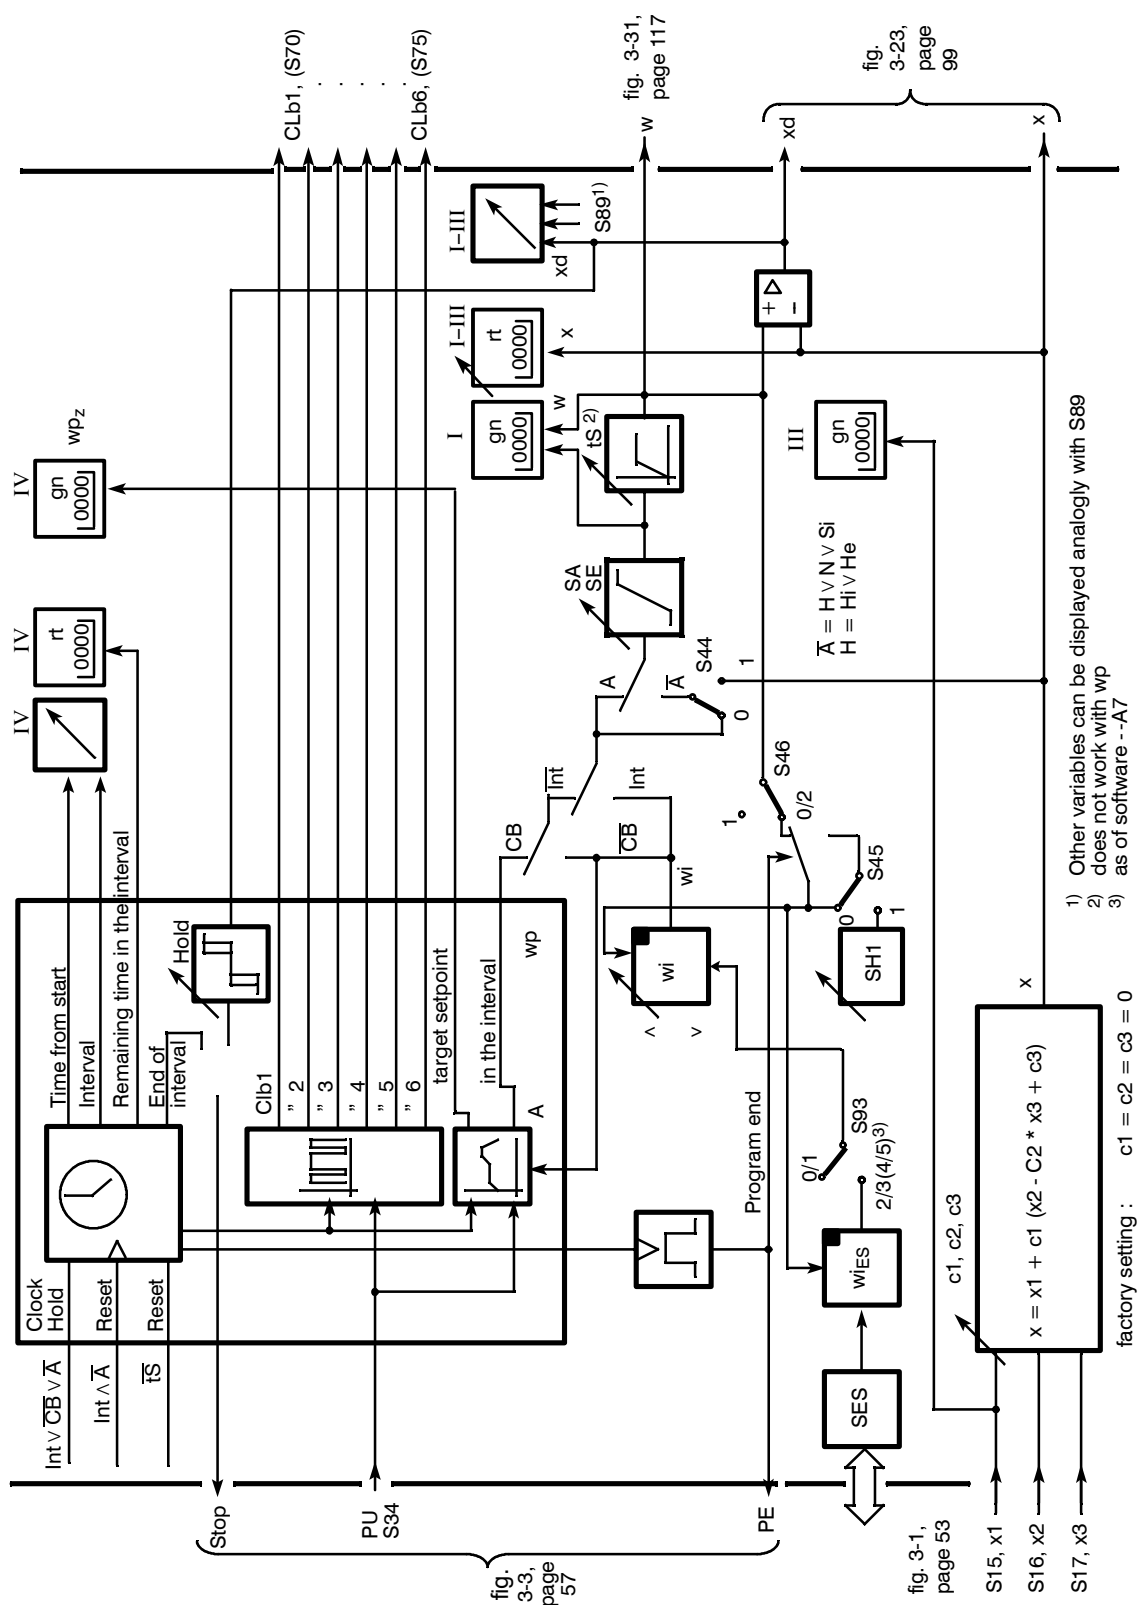 fig. 3-3, page 57
Stop
PU
S34
PE
fig. 3-1, page 53
S15, x1
S16, x2
S17, x3
Int ∨ C̅B̅ ∨ A̅
Int ∧ A̅
t̅S̅
Clock
Hold
Reset
Reset
Time from start
Interval
Remaining time in the interval
End of
interval
Hold
Clb1
" 2
" 3
" 4
" 5
" 6
target setpoint
in the interval
A
wp
Program end
SES
wiES
0/1
S93
2/3(4/5)3)
wi
<
>
wi
SH1
0
1
S45
0/2
1
S46
CB
C̅B̅
I̅n̅t̅
Int
A
A̅
S44
0
1
SA
SE
tS 2)
IV
IV
rt
0000
IV
gn
0000
wpz
I
gn
0000
w
I–III
rt
0000
x
I–III
xd
S891)
III
gn
0000
+
-
CLb1, (S70)
. . . . .
CLb6, (S75)
w
fig. 3-31,
page 117
xd
x
fig.
3-23,
page
99
A̅ = H ∨ N ∨ Si
H = Hi ∨ He
c1, c2, c3
x = x1 + c1 (x2 - C2 * x3 + c3)
x
factory setting : c1 = c2 = c3 = 0
1) Other variables can be displayed analogly with S89
2) does not work with wp
3) as of software --A7